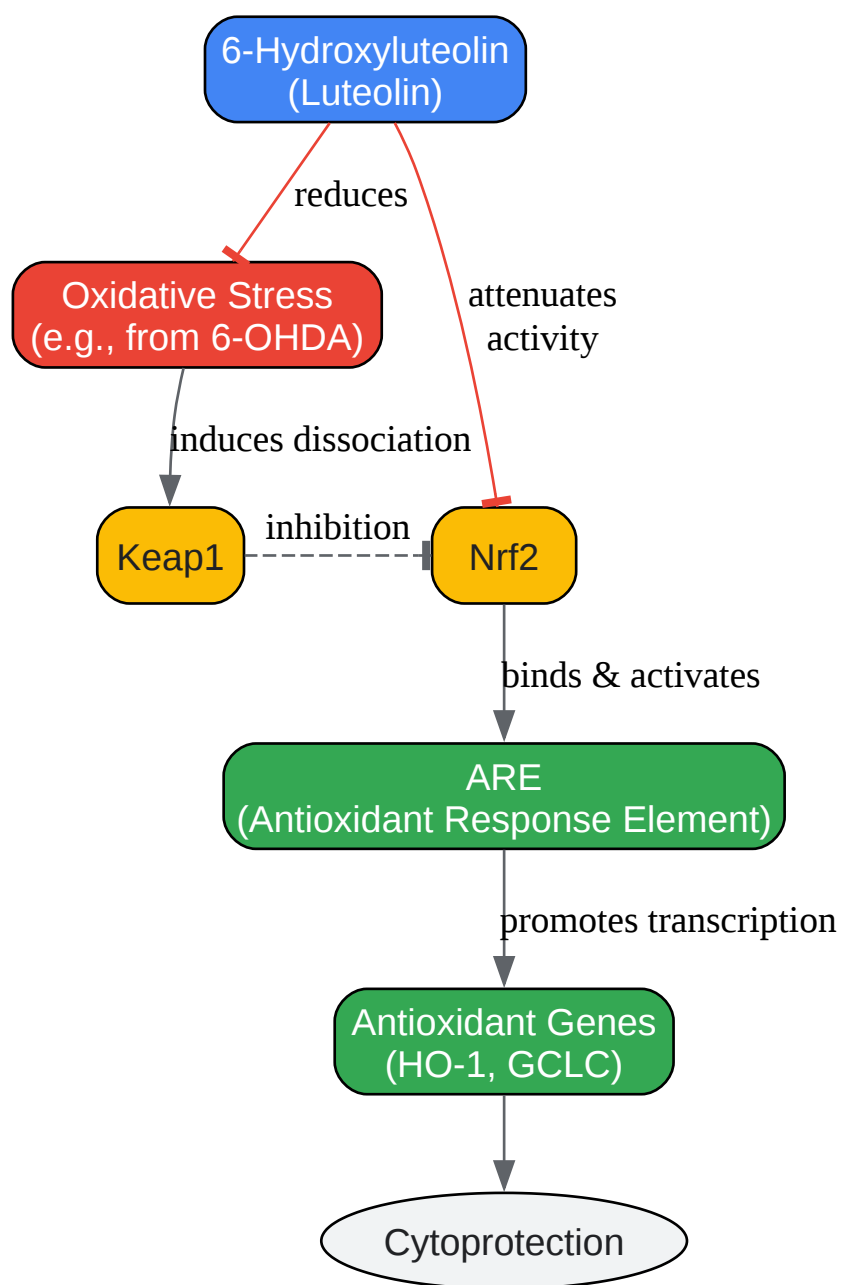 6-Hydroxyluteolin
(Luteolin)
reduces
Oxidative Stress
(e.g., from 6-OHDA)
attenuates
activity
induces dissociation
Keap1
inhibition
Nrf2
binds & activates
ARE
(Antioxidant Response Element)
promotes transcription
Antioxidant Genes
(HO-1, GCLC)
Cytoprotection